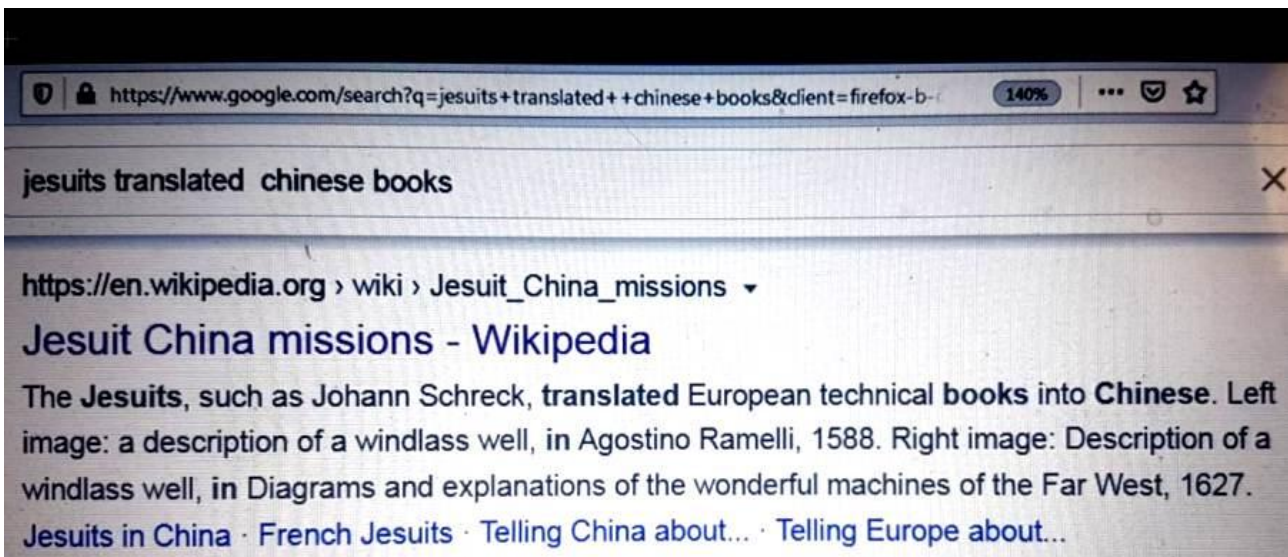 https://www.google.com/search?q=jesuits+translated++chinese+books&client=firefox-b- 140% ...
jesuits translated chinese books ×
https://en.wikipedia.org › wiki › Jesuit_China_missions
Jesuit China missions - Wikipedia
The Jesuits, such as Johann Schreck, translated European technical books into Chinese. Left
image: a description of a windlass well, in Agostino Ramelli, 1588. Right image: Description of a
windlass well, in Diagrams and explanations of the wonderful machines of the Far West, 1627.
Jesuits in China · French Jesuits · Telling China about... · Telling Europe about...